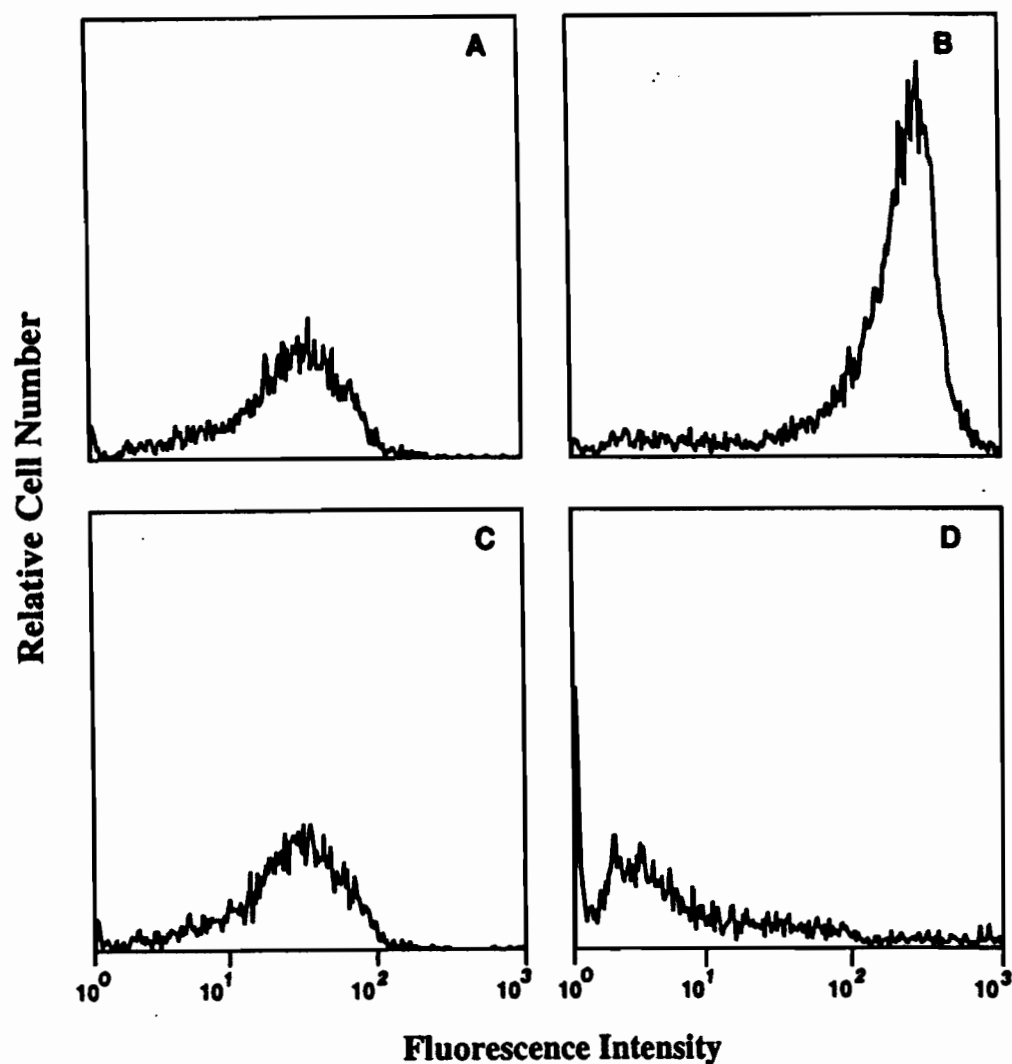 A
B
Relative Cell Number
C
D
10⁰ 10¹ 10² 10³
10⁰ 10¹ 10² 10³
Fluorescence Intensity